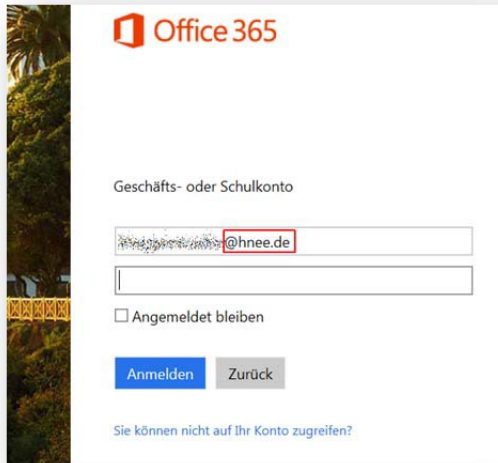 Office 365
Geschäfts- oder Schulkonto
@hnee.de
Angemeldet bleiben
Anmelden
Zurück
Sie können nicht auf Ihr Konto zugreifen?